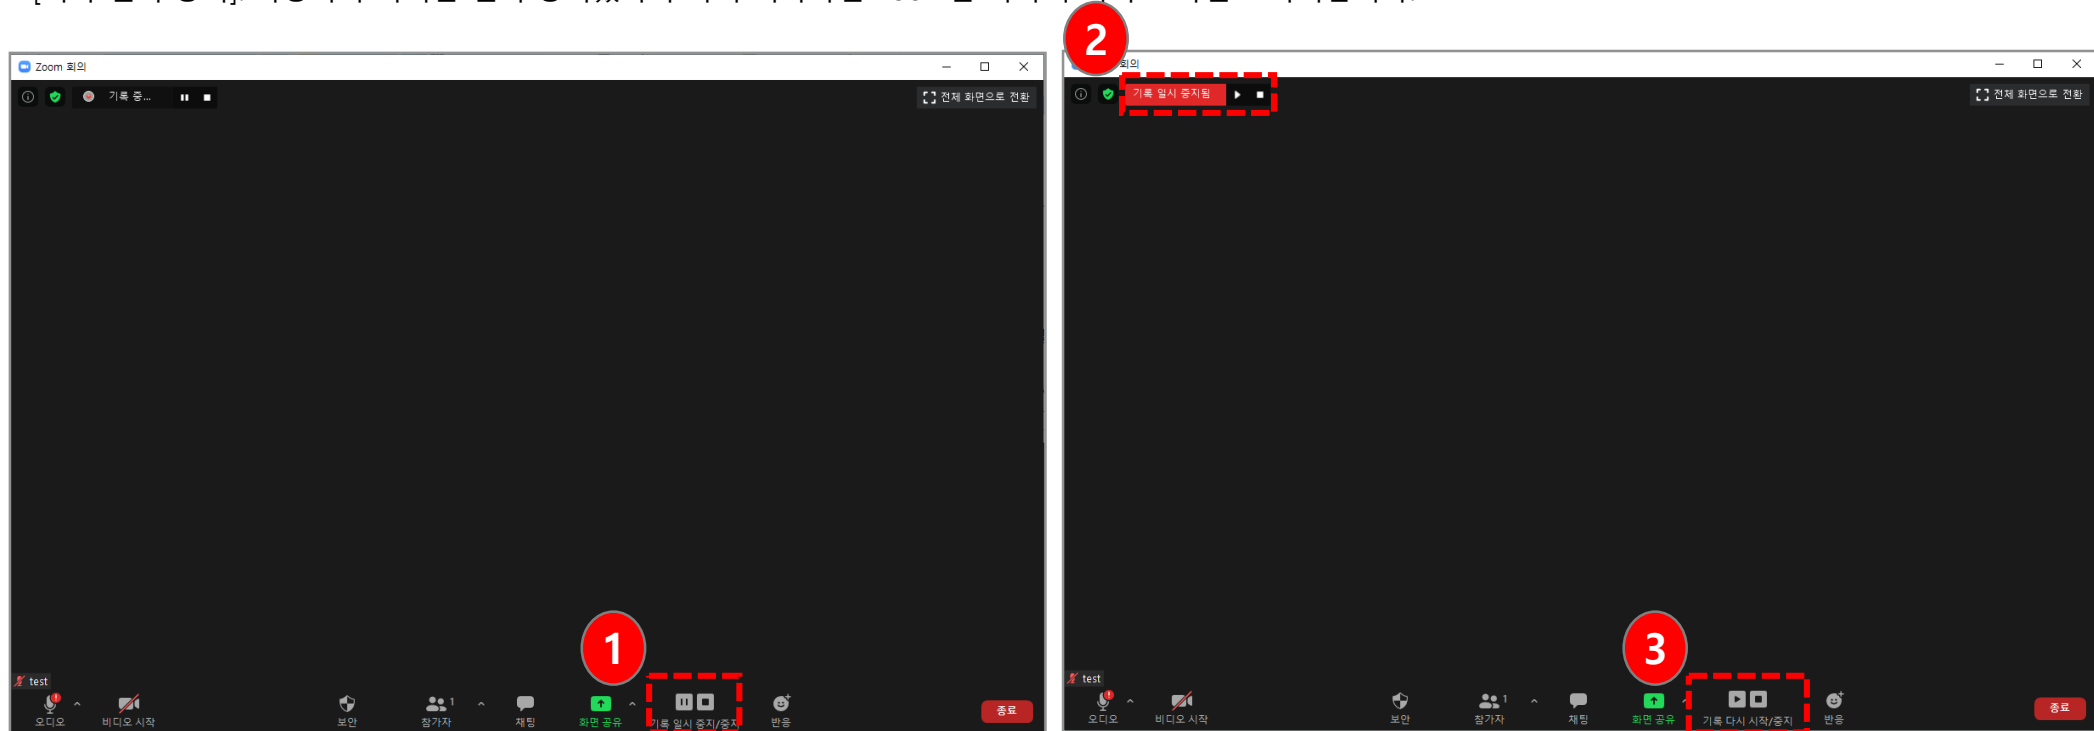 Zoom 회의
기록 중...
전체 화면으로 전환
1
test
오디오
비디오 시작
보안
1
참가자
채팅
화면 공유
기록 일시 중지/중지
반응
종료
2
회의
기록 일시 중지됨
전체 화면으로 전환
3
test
오디오
비디오 시작
보안
1
참가자
채팅
화면 공유
기록 다시 시작/중지
반응
종료